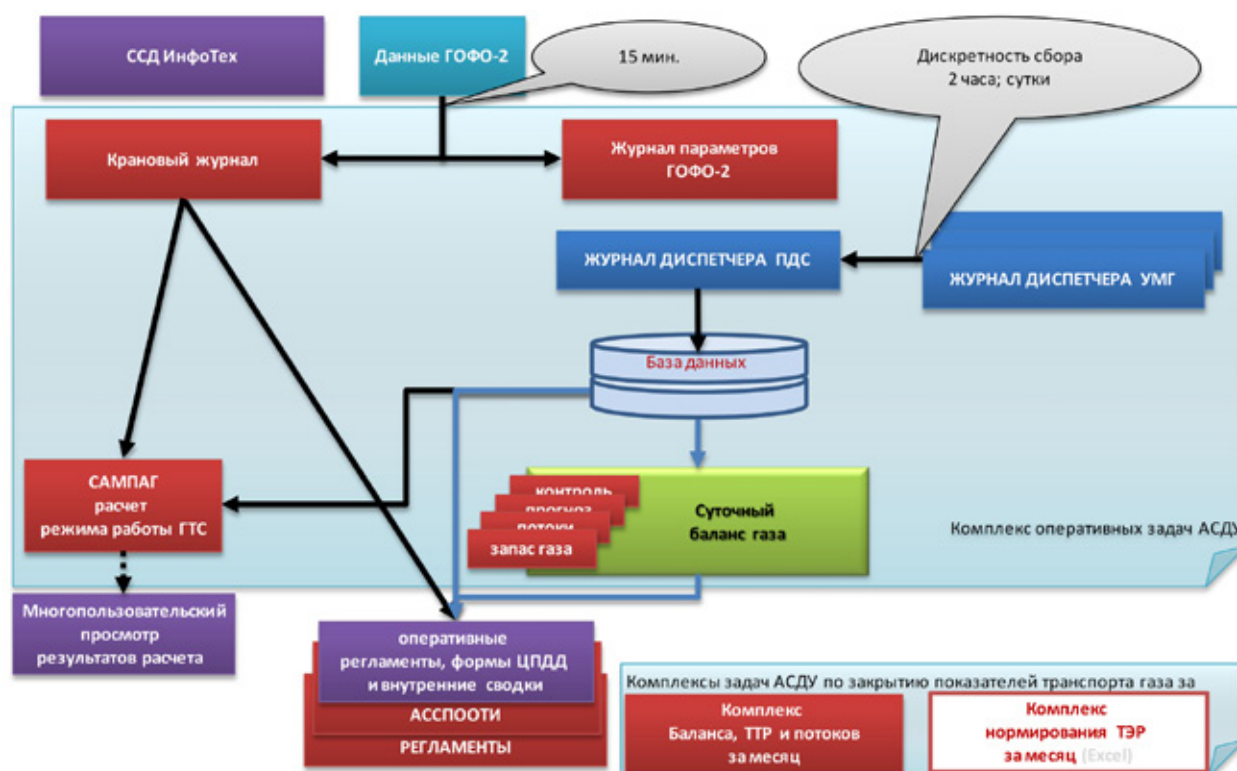 ССД ИнфоТех
Данные ГОФО-2
15 мин.
Дискретность сбора
2 часа; сутки
Крановый журнал
Журнал параметров
ГОФО-2
ЖУРНАЛ ДИСПЕТЧЕРА ПДС
ЖУРНАЛ ДИСПЕТЧЕРА УМГ
База данных
САМПАГ
расчет
режима работы ГТС
контроль
прогноз
потоки
запас газа
Суточный
баланс газа
Комплекс оперативных задач АСДУ
Многопользовательский
просмотр
результатов расчета
оперативные
регламенты, формы ЦПДД
и внутренние сводки
АССПООТИ
РЕГЛАМЕНТЫ
Комплексы задач АСДУ по закрытию показателей транспорта газа за
Комплекс
Баланса, ТТР и потоков
за месяц
Комплекс
нормирования ТЭР
за месяц (Excel)